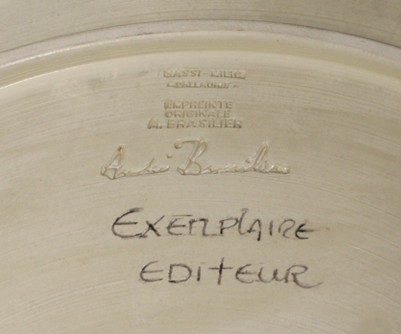 EMPREINTE
ORIGINALE
A. BRASILIER
André Brasilier
EXEMPLAIRE
EDITEUR